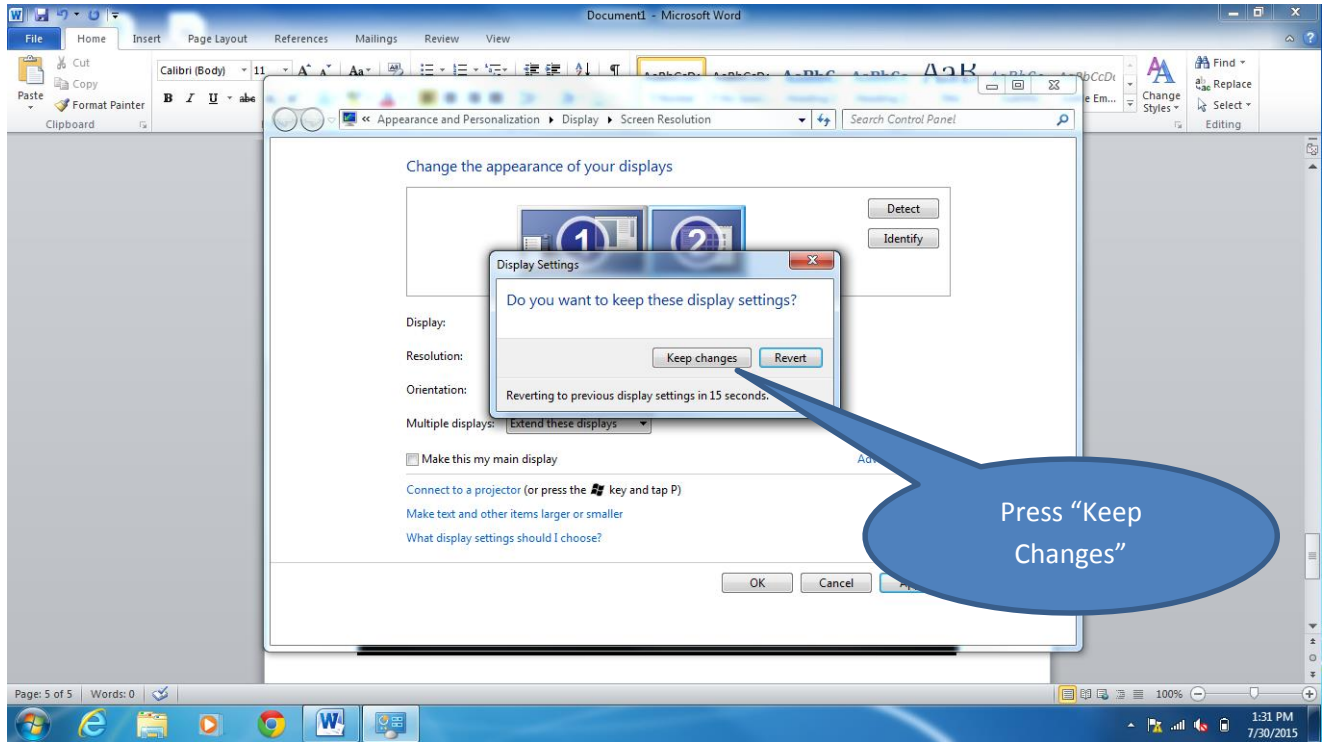 Document1 - Microsoft Word
File Home Insert Page Layout References Mailings Review View
Cut
Copy
Paste
Format Painter
Clipboard
Calibri (Body) 11
B I U abc
Change Styles
Find
Replace
Select
Editing
Appearance and Personalization Display Screen Resolution
Search Control Panel
Change the appearance of your displays
1 2
Detect
Identify
Display Settings
Do you want to keep these display settings?
Keep changes Revert
Reverting to previous display settings in 15 seconds.
Display:
Resolution:
Orientation:
Multiple displays: Extend these displays
Make this my main display
Connect to a projector (or press the key and tap P)
Make text and other items larger or smaller
What display settings should I choose?
OK Cancel
Press “Keep
Changes”
Page: 5 of 5 Words: 0
100%
1:31 PM
7/30/2015